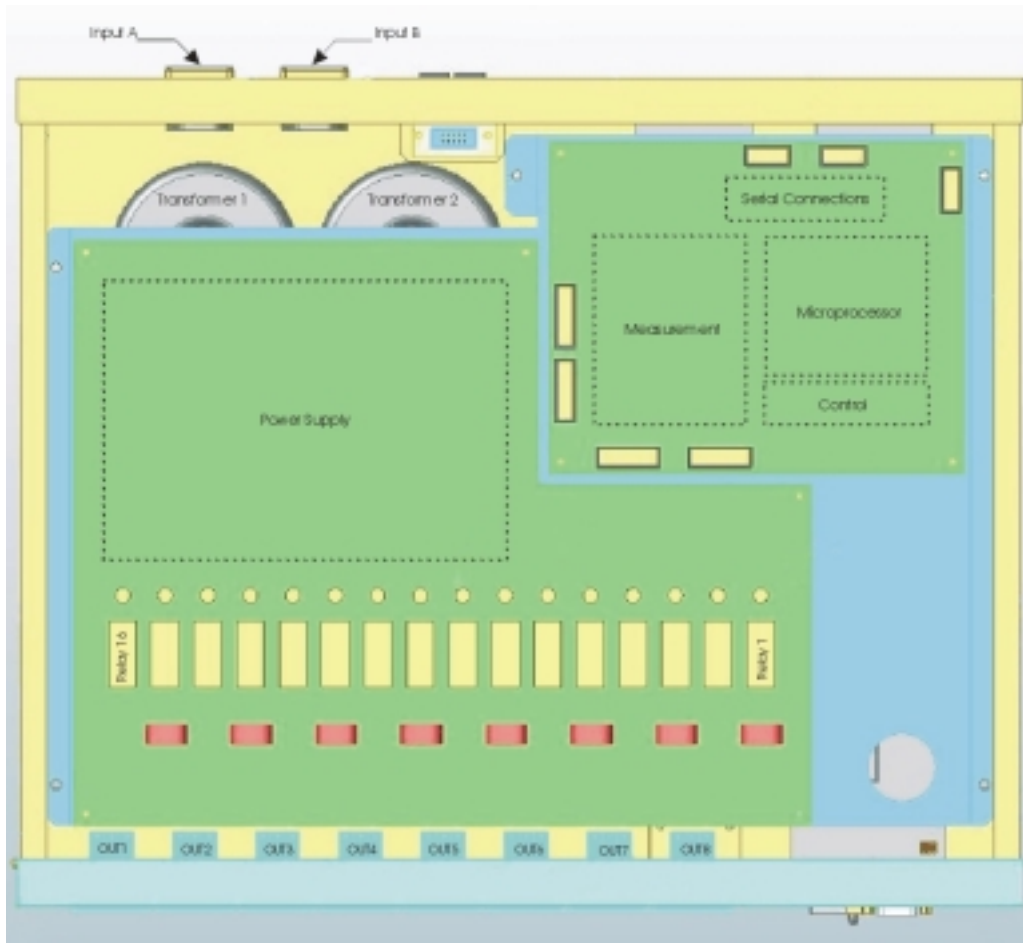 Input A
Input B
Transformer 1
Transformer 2
Serial Connections
Measurement
Microprocessor
Control
Power Supply
Relay 16
Relay 1
OUT1
OUT2
OUT3
OUT4
OUT5
OUT6
OUT7
OUT8